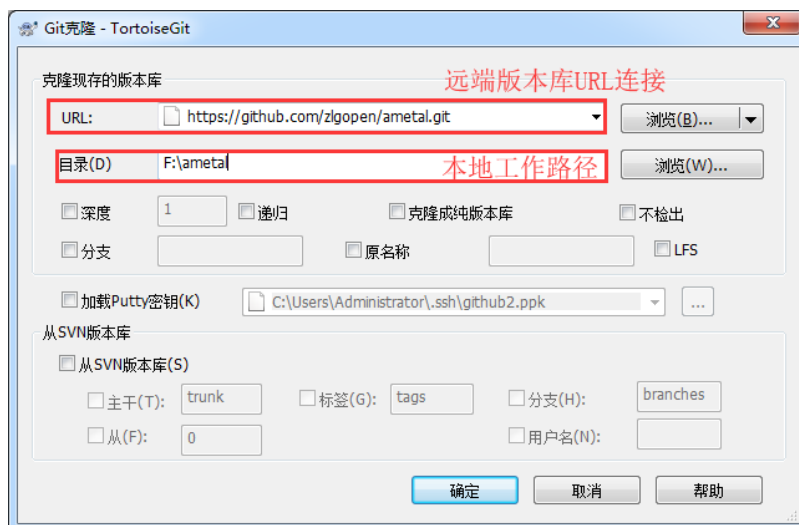 Git克隆 - TortoiseGit
克隆现存的版本库
远端版本库URL连接
URL: https://github.com/zlgopen/ametal.git 浏览(B)...
目录(D) F:\ametal 本地工作路径 浏览(W)...
深度 1 递归 克隆成纯版本库 不检出
分支 原名称 LFS
加载Putty密钥(K) C:\Users\Administrator\.ssh\github2.ppk ...
从SVN版本库
从SVN版本库(S)
主干(T): trunk 标签(G): tags 分支(H): branches
从(F): 0 用户名(N):
确定 取消 帮助